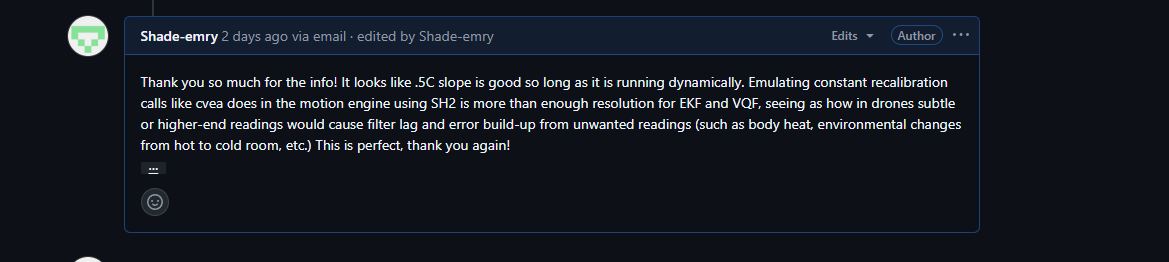 Shade-emry 2 days ago via email · edited by Shade-emry Edits Author ...
Thank you so much for the info! It looks like .5C slope is good so long as it is running dynamically. Emulating constant recalibration
calls like cvea does in the motion engine using SH2 is more than enough resolution for EKF and VQF, seeing as how in drones subtle
or higher-end readings would cause filter lag and error build-up from unwanted readings (such as body heat, environmental changes
from hot to cold room, etc.) This is perfect, thank you again!
...